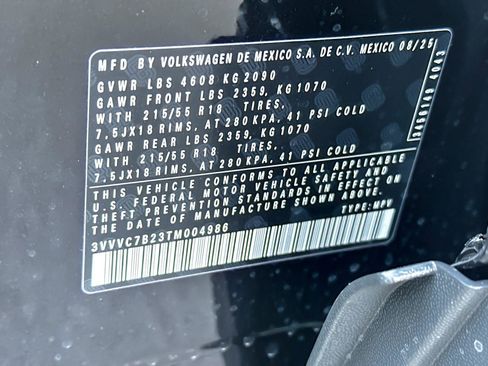 MFD BY VOLKSWAGEN DE MEXICO S.A. DE C.V. MEXICO 08/25
GVWR LBS 4608 KG 2090
GAWR FRONT LBS 2359, KG 1070
WITH 215/55 R18 TIRES,
7.5JX18 RIMS, AT 280 KPA, 41 PSI COLD
GAWR REAR LBS 2359, KG 1070
WITH 215/55 R18 TIRES,
7.5JX18 RIMS, AT 280 KPA, 41 PSI COLD
THIS VEHICLE CONFORMS TO ALL APPLICABLE
U.S. FEDERAL MOTOR VEHICLE SAFETY AND
THEFT PREVENTION STANDARDS IN EFFECT ON
THE DATE OF MANUFACTURE SHOWN ABOVE.
3VVVC7B23TM004986 TYPE: MPV